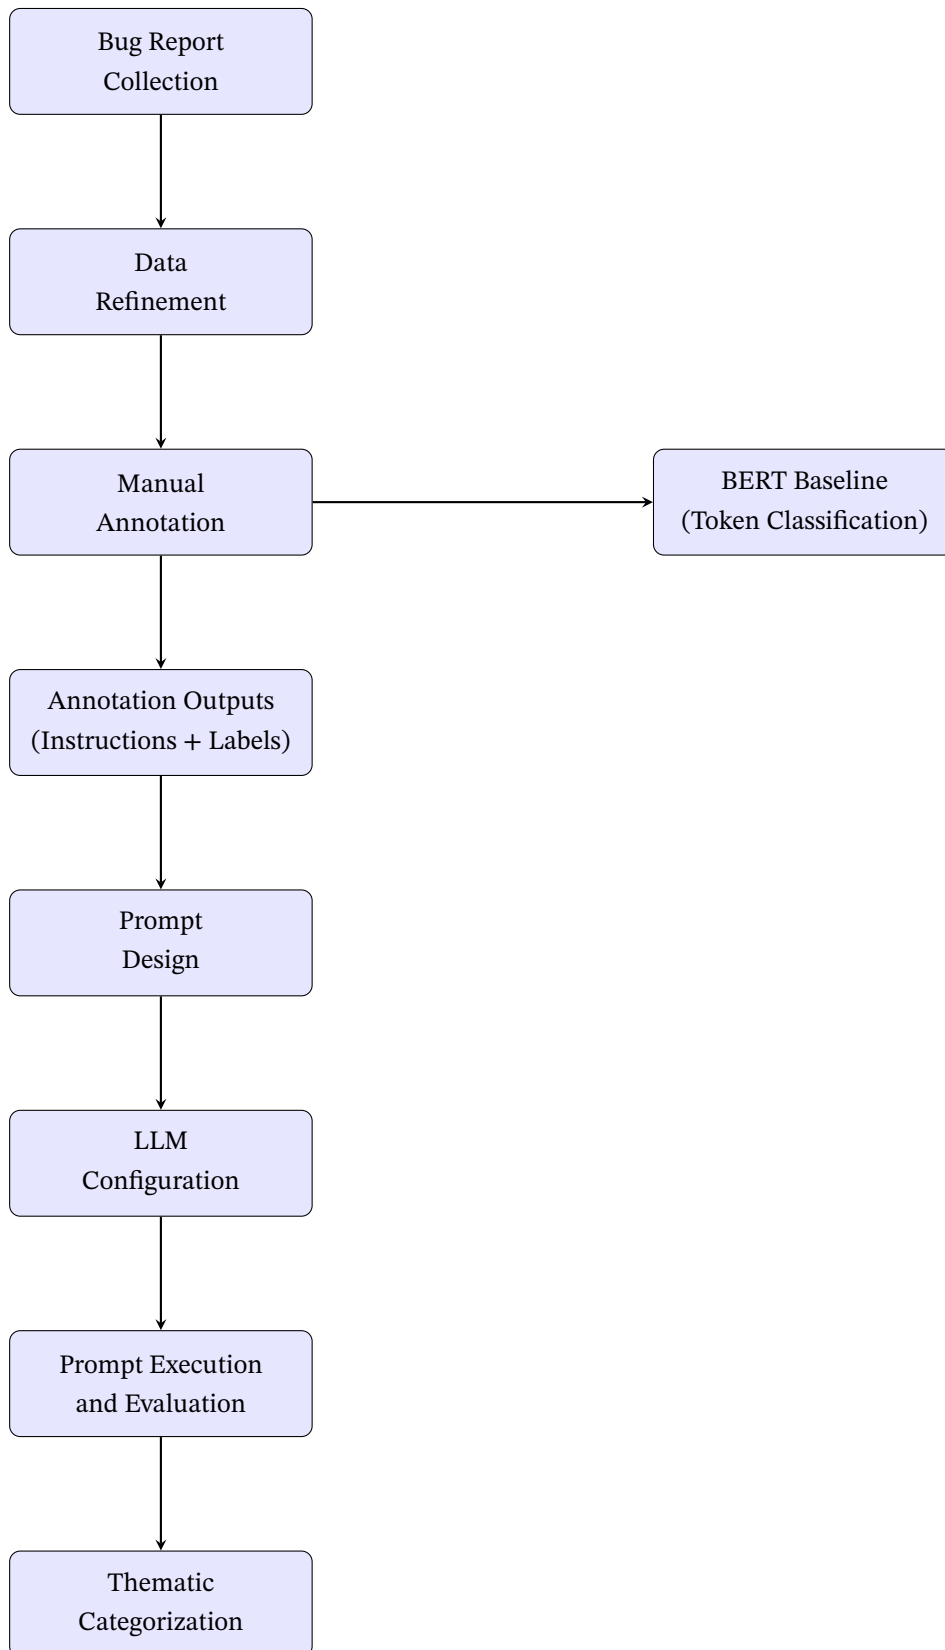 Bug Report
Collection
Data
Refinement
Manual
Annotation
BERT Baseline
(Token Classification)
Annotation Outputs
(Instructions + Labels)
Prompt
Design
LLM
Configuration
Prompt Execution
and Evaluation
Thematic
Categorization